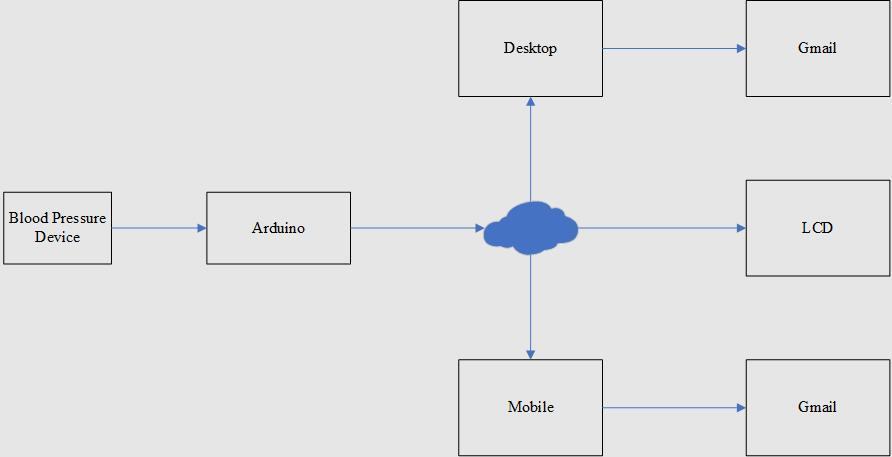 Desktop
Gmail
Blood Pressure
Device
Arduino
LCD
Mobile
Gmail